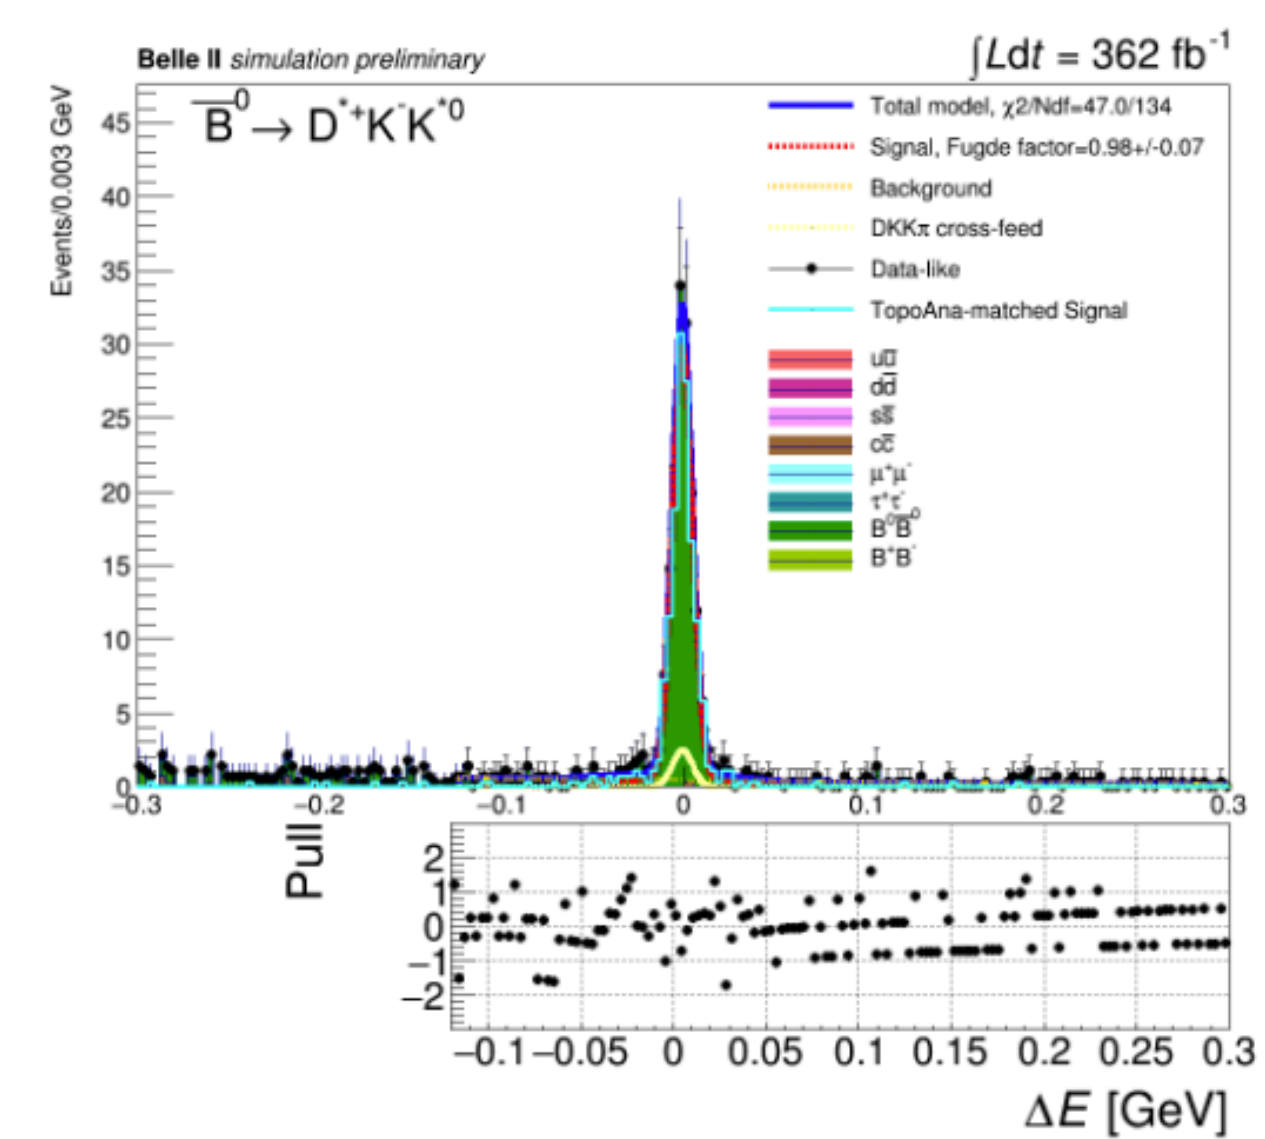 Belle II simulation preliminary
∫Ldt = 362 fb⁻¹
B̅⁰ → D*⁺K⁻K*⁰
Events/0.003 GeV
45
40
35
30
25
20
15
10
5
0
Total model, χ2/Ndf=47.0/134
Signal, Fugde factor=0.98+/-0.07
Background
DKKπ cross-feed
Data-like
TopoAna-matched Signal
uu̅
dd̅
ss̅
cc̅
μ⁺μ⁻
τ⁺τ⁻
B⁰B̅⁰
B⁺B⁻
−0.3 −0.2 −0.1 0 0.1 0.2 0.3
Pull
2
1
0
−1
−2
−0.1 −0.05 0 0.05 0.1 0.15 0.2 0.25 0.3
ΔE [GeV]